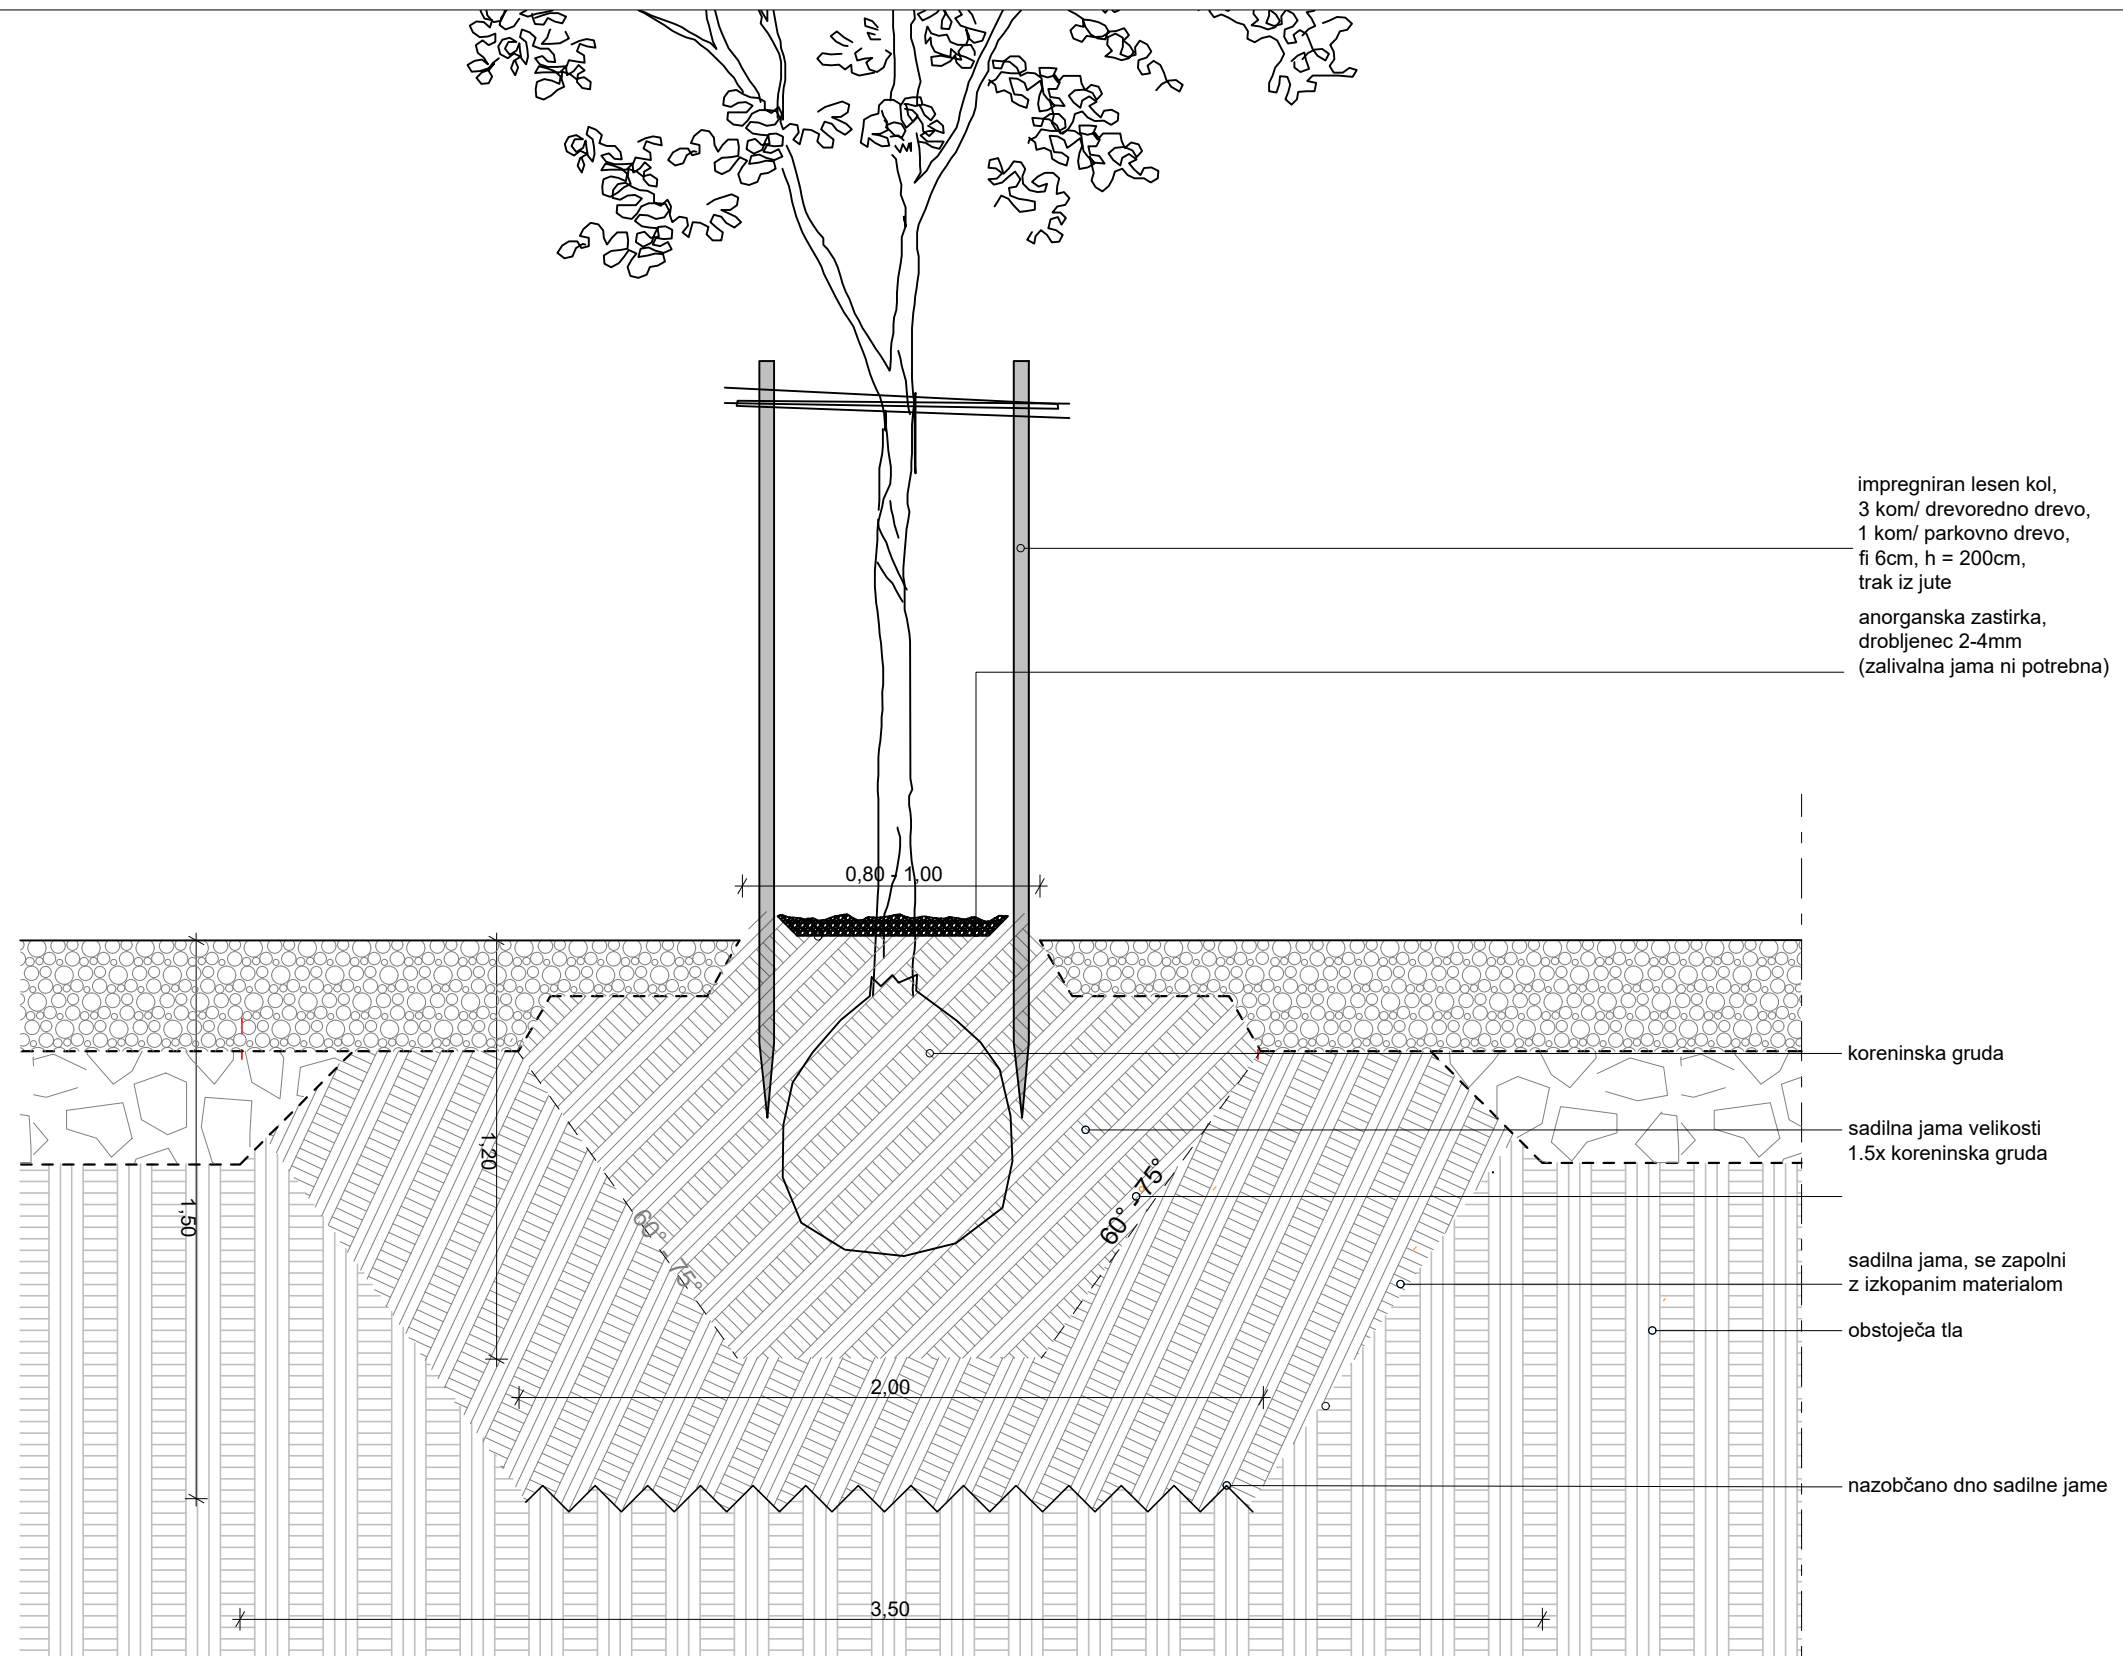 impregniran lesen kol,
3 kom/ drevoredno drevo,
1 kom/ parkovno drevo,
fi 6cm, h = 200cm,
trak iz jute
anorganska zastirka,
drobljenec 2-4mm
(zalivalna jama ni potrebna)
0,80 - 1,00
koreninska gruda
sadilna jama velikosti
1.5x koreninska gruda
1,20
1,50
60° - 75°
60° - 75°
sadilna jama, se zapolni
z izkopanim materialom
obstoječa tla
2,00
nazobčano dno sadilne jame
3,50